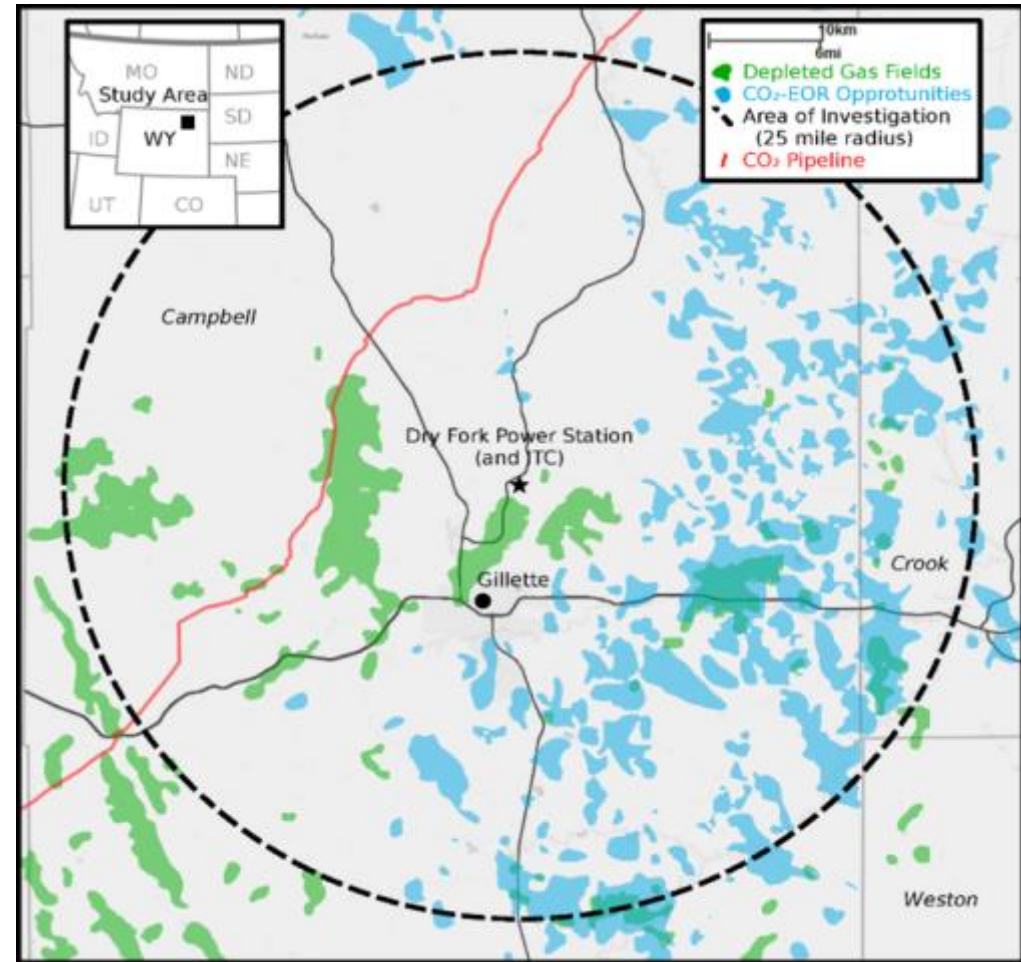 MO
ND
Study Area
SD
ID
WY
NE
UT
CO
10km
6mi
Depleted Gas Fields
CO₂-EOR Opprotunities
Area of Investigation
(25 mile radius)
CO₂ Pipeline
Campbell
Dry Fork Power Station
(and ITC)
Gillette
Crook
Weston